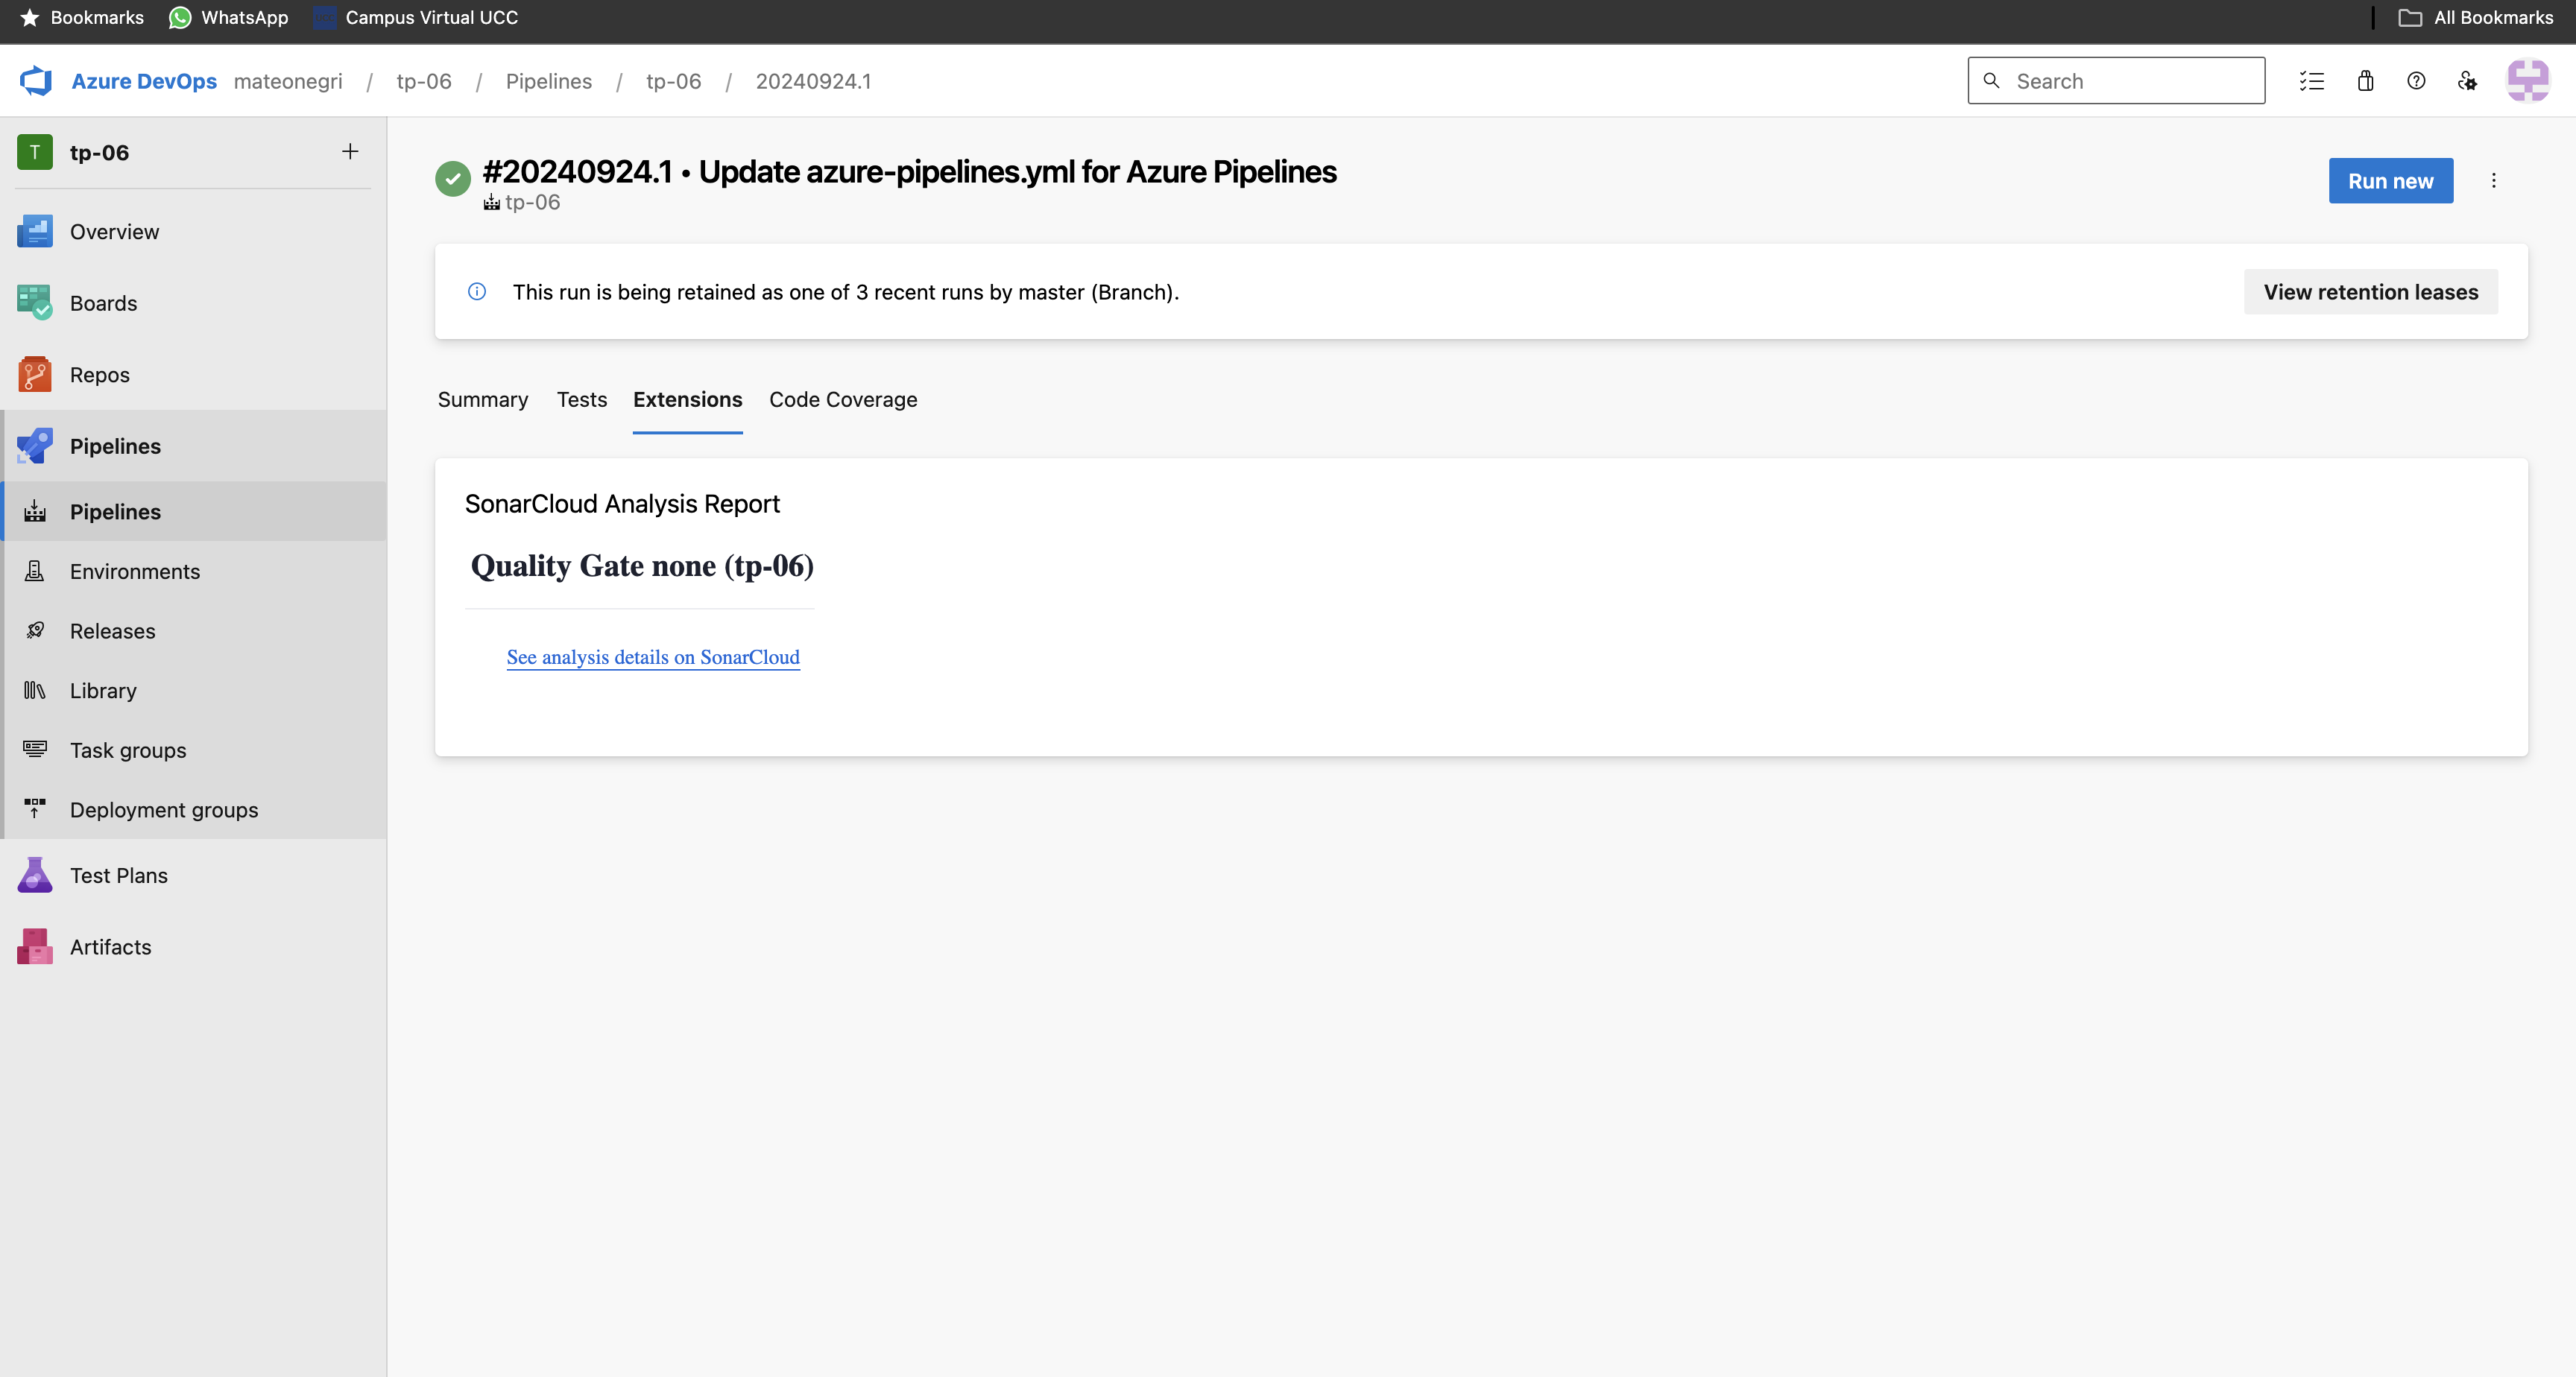 Bookmarks WhatsApp Campus Virtual UCC All Bookmarks
Azure DevOps mateonegri / tp-06 / Pipelines / tp-06 / 20240924.1 Search
T tp-06
Overview
Boards
Repos
Pipelines
Pipelines
Environments
Releases
Library
Task groups
Deployment groups
Test Plans
Artifacts
#20240924.1 • Update azure-pipelines.yml for Azure Pipelines
tp-06
Run new
This run is being retained as one of 3 recent runs by master (Branch).
View retention leases
Summary Tests Extensions Code Coverage
SonarCloud Analysis Report
Quality Gate none (tp-06)
See analysis details on SonarCloud